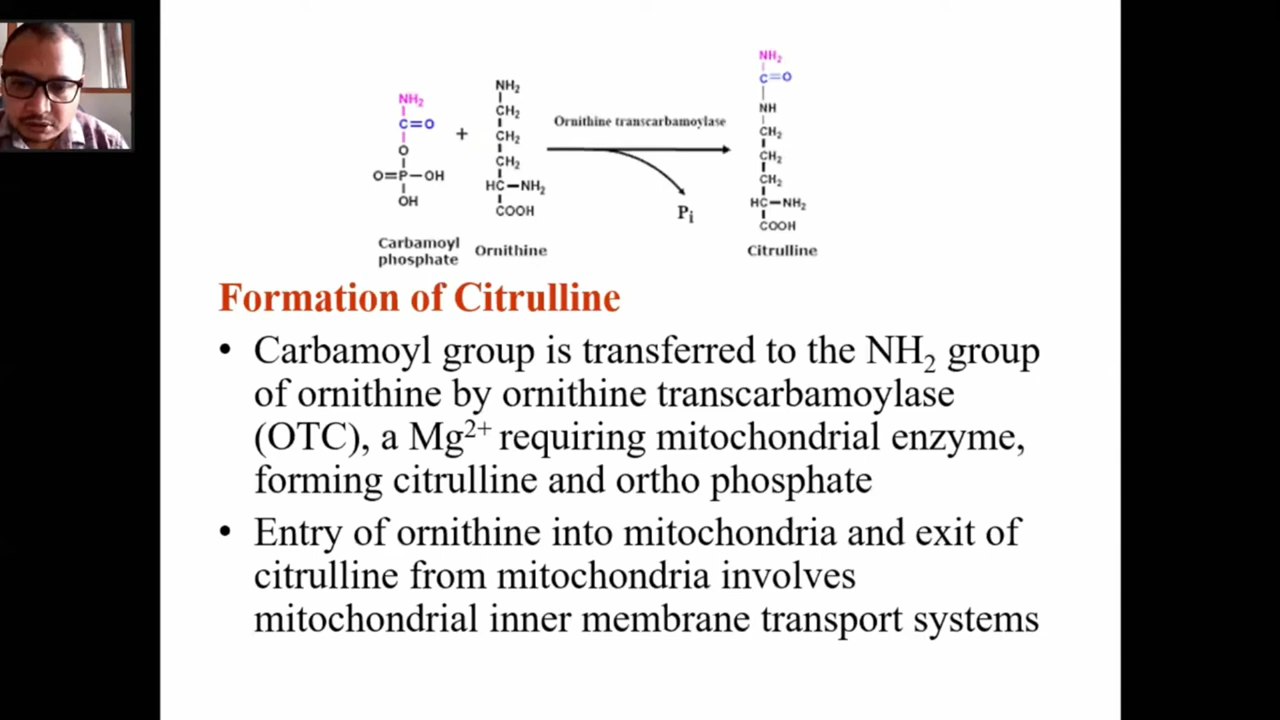 NH₂
C=O
O
O=P–OH
OH
Carbamoyl
phosphate
+
NH₂
CH₂
CH₂
CH₂
HC–NH₂
COOH
Ornithine
Ornithine transcarbamoylase
Pi
NH₂
C=O
NH
CH₂
CH₂
CH₂
HC–NH₂
COOH
Citrulline
Formation of Citrulline
• Carbamoyl group is transferred to the NH₂ group
of ornithine by ornithine transcarbamoylase
(OTC), a Mg²⁺ requiring mitochondrial enzyme,
forming citrulline and ortho phosphate
• Entry of ornithine into mitochondria and exit of
citrulline from mitochondria involves
mitochondrial inner membrane transport systems